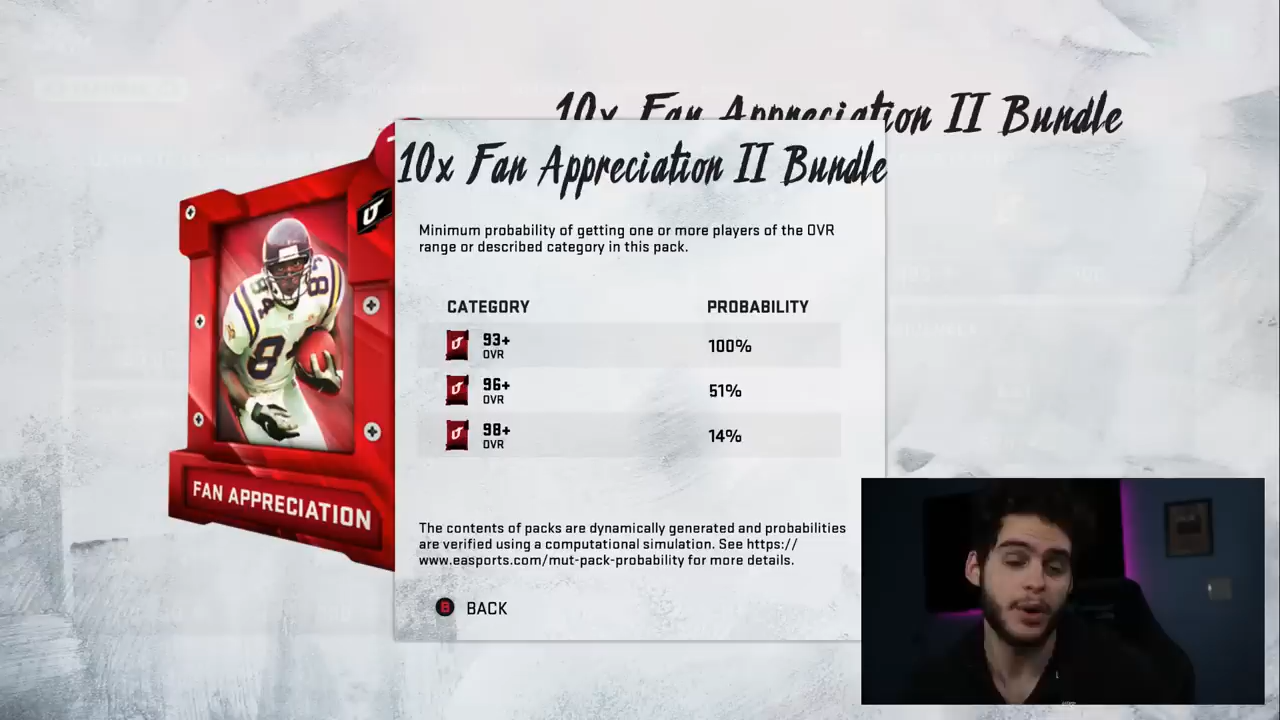 10x Fan Appreciation II Bundle
10x Fan Appreciation II Bundle
Minimum probability of getting one or more players of the OVR
range or described category in this pack.
CATEGORY PROBABILITY
93+ OVR 100%
96+ OVR 51%
98+ OVR 14%
The contents of packs are dynamically generated and probabilities
are verified using a computational simulation. See https://
www.easports.com/mut-pack-probability for more details.
B BACK
84
84
FAN APPRECIATION